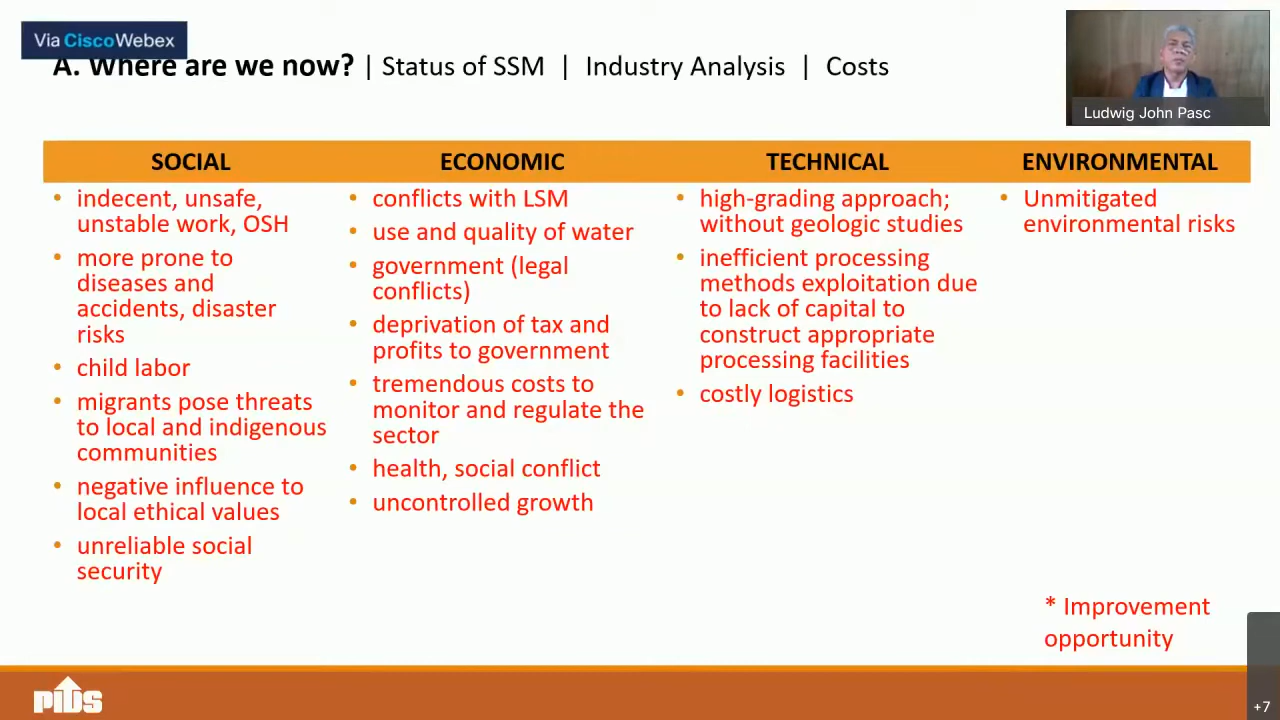 Via CiscoWebex
A. Where are we now? | Status of SSM | Industry Analysis | Costs
Ludwig John Pasc
SOCIAL
indecent, unsafe,
unstable work, OSH
more prone to
diseases and
accidents, disaster
risks
child labor
migrants pose threats
to local and indigenous
communities
negative influence to
local ethical values
unreliable social
security
ECONOMIC
conflicts with LSM
use and quality of water
government (legal
conflicts)
deprivation of tax and
profits to government
tremendous costs to
monitor and regulate the
sector
health, social conflict
uncontrolled growth
TECHNICAL
high-grading approach;
without geologic studies
inefficient processing
methods exploitation due
to lack of capital to
construct appropriate
processing facilities
costly logistics
ENVIRONMENTAL
Unmitigated
environmental risks
* Improvement
opportunity
PIDS
+7